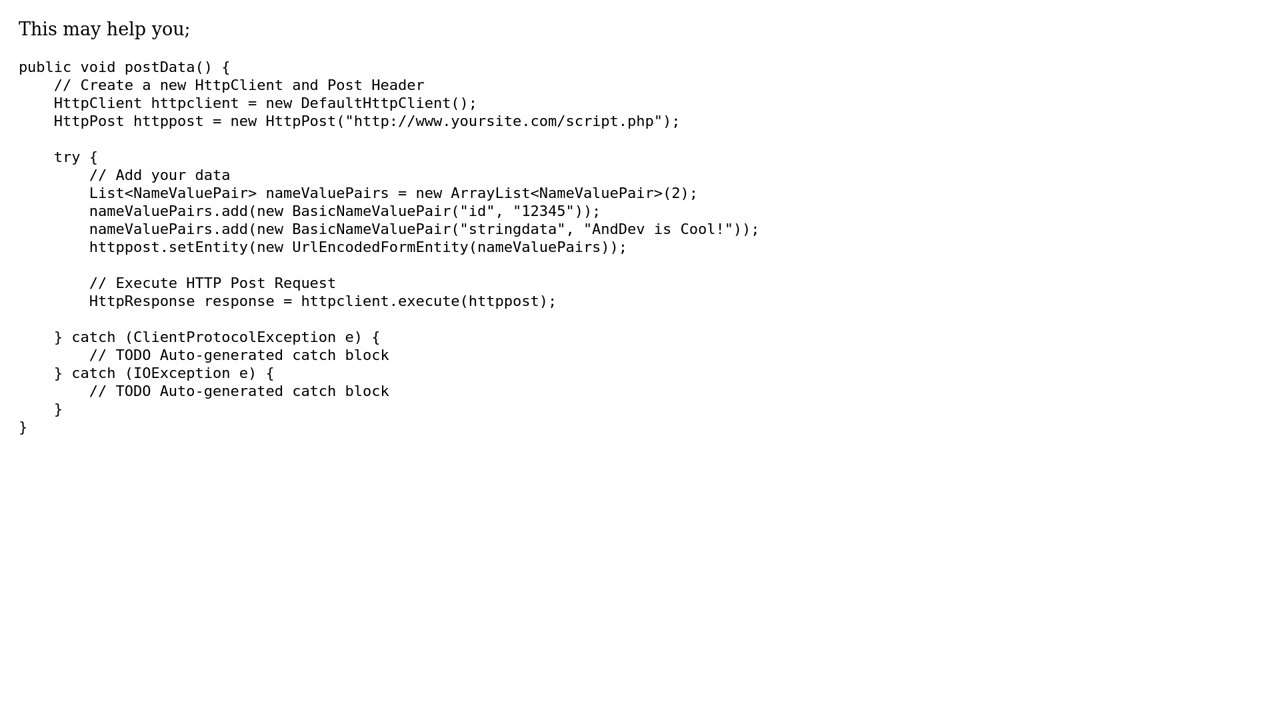 This may help you;
public void postData() {
    // Create a new HttpClient and Post Header
    HttpClient httpclient = new DefaultHttpClient();
    HttpPost httppost = new HttpPost("http://www.yoursite.com/script.php");

    try {
        // Add your data
        List<NameValuePair> nameValuePairs = new ArrayList<NameValuePair>(2);
        nameValuePairs.add(new BasicNameValuePair("id", "12345"));
        nameValuePairs.add(new BasicNameValuePair("stringdata", "AndDev is Cool!"));
        httppost.setEntity(new UrlEncodedFormEntity(nameValuePairs));

        // Execute HTTP Post Request
        HttpResponse response = httpclient.execute(httppost);

    } catch (ClientProtocolException e) {
        // TODO Auto-generated catch block
    } catch (IOException e) {
        // TODO Auto-generated catch block
    }
}